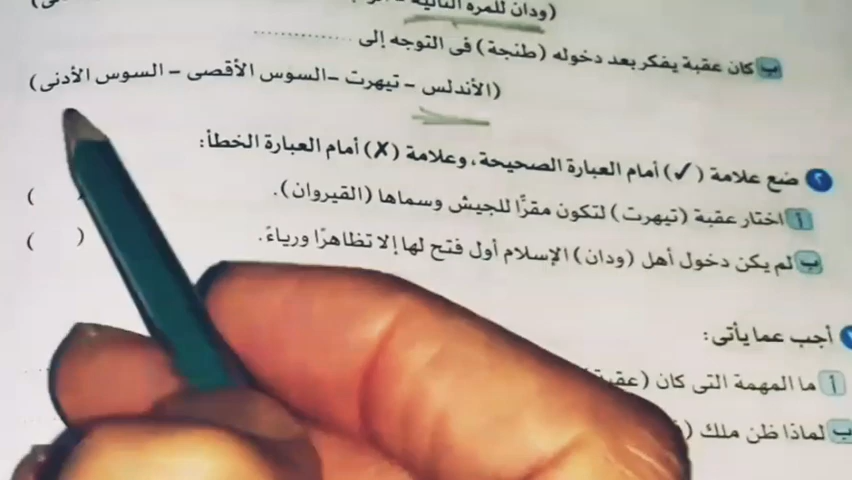 (ودان للمرة الثانية
ب كان عقبة يفكر بعد دخوله (طنجة) فى التوجه إلى ..............
(الأندلس - تيهرت - السوس الأقصى - السوس الأدنى)
٢ ضع علامة (✓) أمام العبارة الصحيحة، وعلامة (✗) أمام العبارة الخطأ:
أ اختار عقبة (تيهرت) لتكون مقرًّا للجيش وسماها (القيروان). ( )
ب لم يكن دخول أهل (ودان) الإسلام أول فتح لها إلا تظاهرًا ورياءً. ( )
أجب عما يأتى:
أ ما المهمة التى كان (عقبة)
ب لماذا ظن ملك (